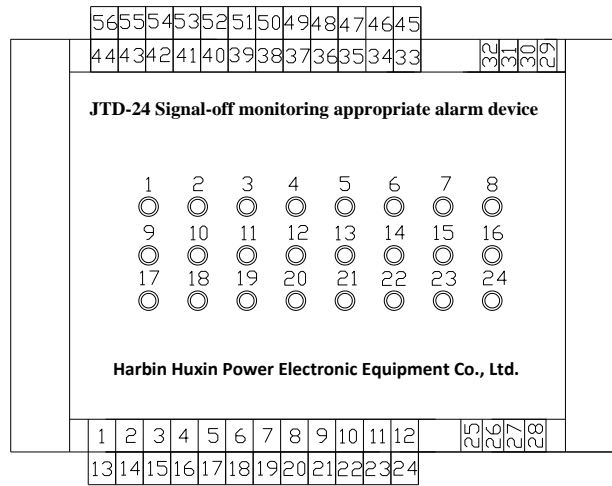 56 55 54 53 52 51 50 49 48 47 46 45
44 43 42 41 40 39 38 37 36 35 34 33 32 31 30 29
JTD-24 Signal-off monitoring appropriate alarm device
1 2 3 4 5 6 7 8
9 10 11 12 13 14 15 16
17 18 19 20 21 22 23 24
Harbin Huxin Power Electronic Equipment Co., Ltd.
1 2 3 4 5 6 7 8 9 10 11 12 25 26 27 28
13 14 15 16 17 18 19 20 21 22 23 24